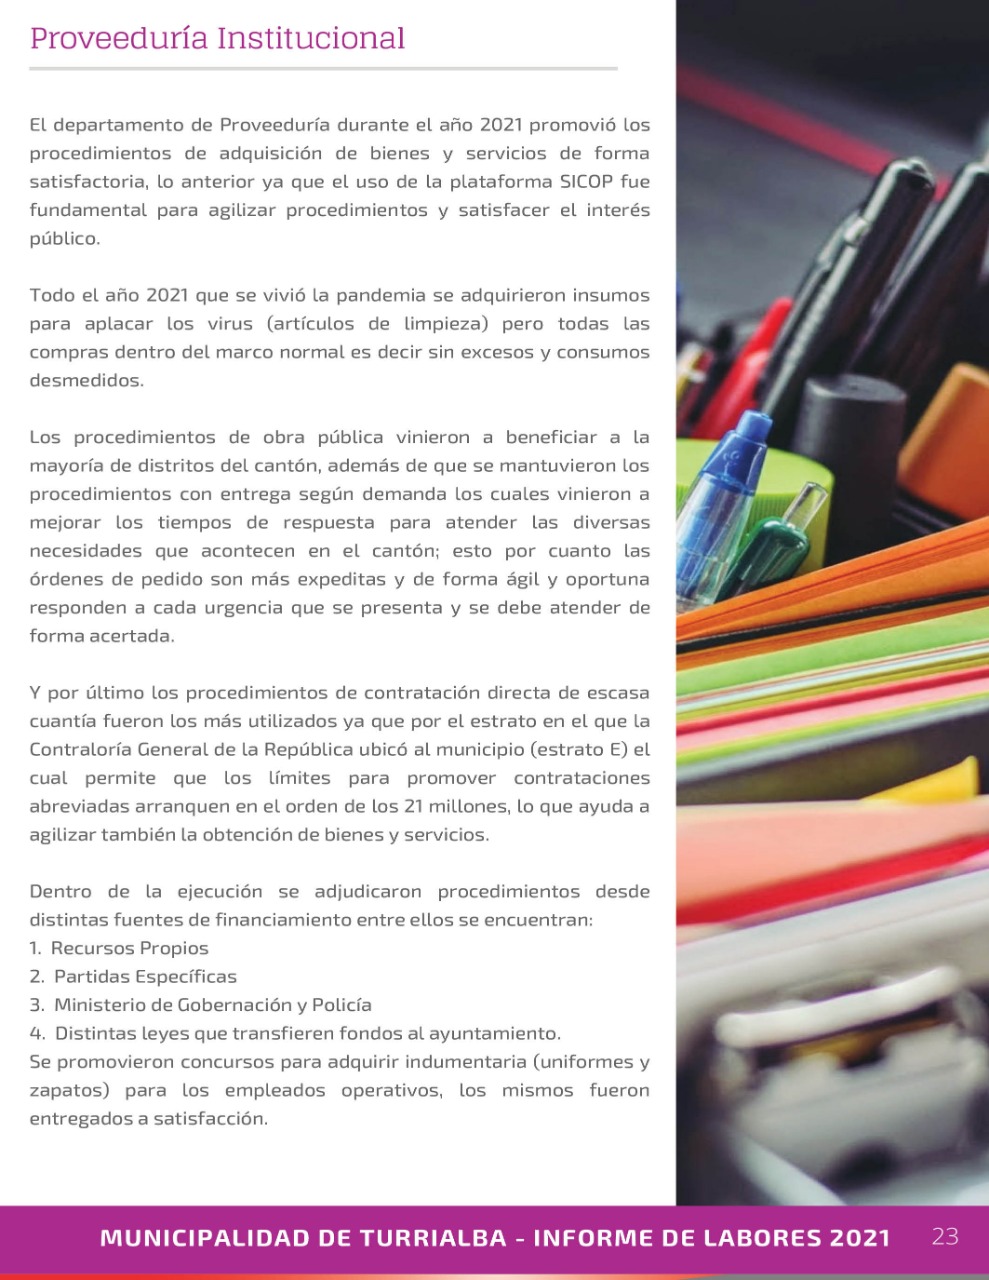 Proveeduría Institucional
El departamento de Proveeduría durante el año 2021 promovió los
procedimientos de adquisición de bienes y servicios de forma
satisfactoria, lo anterior ya que el uso de la plataforma SICOP fue
fundamental para agilizar procedimientos y satisfacer el interés
público.
Todo el año 2021 que se vivió la pandemia se adquirieron insumos
para aplacar los virus (artículos de limpieza) pero todas las
compras dentro del marco normal es decir sin excesos y consumos
desmedidos.
Los procedimientos de obra pública vinieron a beneficiar a la
mayoría de distritos del cantón, además de que se mantuvieron los
procedimientos con entrega según demanda los cuales vinieron a
mejorar los tiempos de respuesta para atender las diversas
necesidades que acontecen en el cantón; esto por cuanto las
órdenes de pedido son más expeditas y de forma ágil y oportuna
responden a cada urgencia que se presenta y se debe atender de
forma acertada.
Y por último los procedimientos de contratación directa de escasa
cuantía fueron los más utilizados ya que por el estrato en el que la
Contraloría General de la República ubicó al municipio (estrato E) el
cual permite que los límites para promover contrataciones
abreviadas arranquen en el orden de los 21 millones, lo que ayuda a
agilizar también la obtención de bienes y servicios.
Dentro de la ejecución se adjudicaron procedimientos desde
distintas fuentes de financiamiento entre ellos se encuentran:
1. Recursos Propios
2. Partidas Específicas
3. Ministerio de Gobernación y Policía
4. Distintas leyes que transfieren fondos al ayuntamiento.
Se promovieron concursos para adquirir indumentaria (uniformes y
zapatos) para los empleados operativos, los mismos fueron
entregados a satisfacción.
MUNICIPALIDAD DE TURRIALBA - INFORME DE LABORES 2021 23